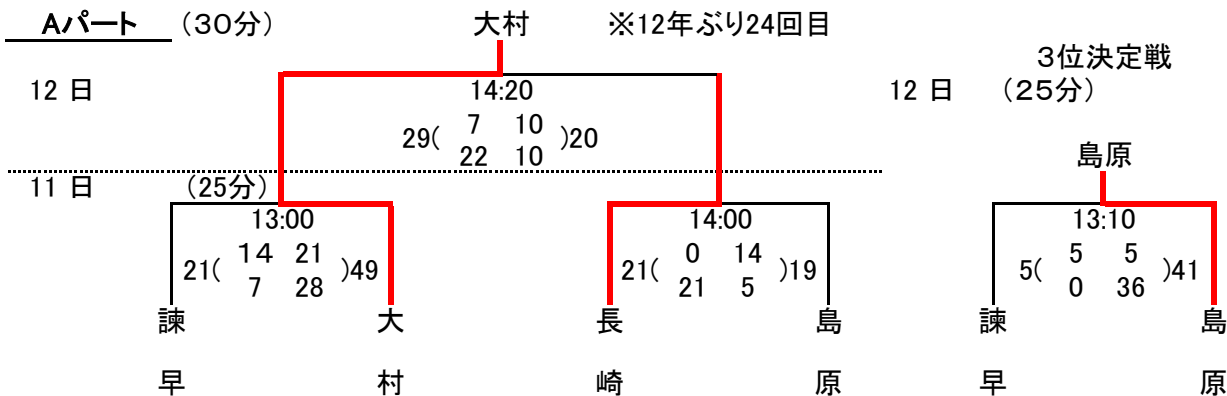 Aパート （30分） 大村 ※12年ぶり24回目
3位決定戦
12 日 14:20 12 日 （25分）
29( 7 10 )20
22 10
島原
11 日 (25分)
13:00 14:00 13:10
21( 14 21 )49 21( 0 14 )19 5( 5 5 )41
7 28 21 5 0 36
諫早 大村 長崎 島原 諫早 島原